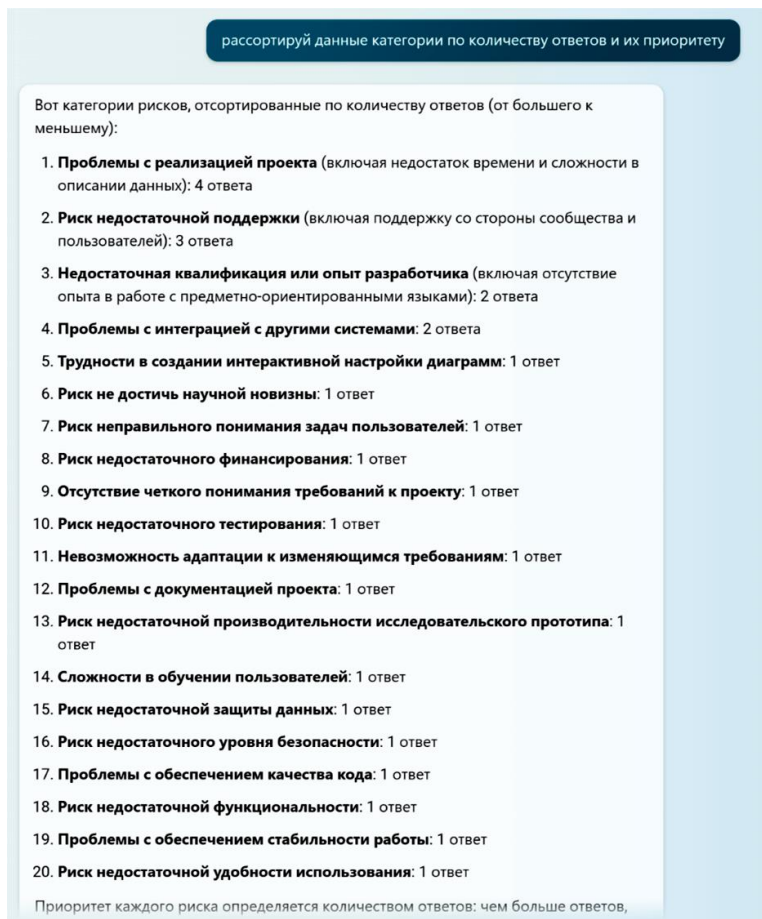 рассортируй данные категории по количеству ответов и их приоритету
Вот категории рисков, отсортированные по количеству ответов (от большего к
меньшему):
1. Проблемы с реализацией проекта (включая недостаток времени и сложности в
описании данных): 4 ответа
2. Риск недостаточной поддержки (включая поддержку со стороны сообщества и
пользователей): 3 ответа
3. Недостаточная квалификация или опыт разработчика (включая отсутствие
опыта в работе с предметно-ориентированными языками): 2 ответа
4. Проблемы с интеграцией с другими системами: 2 ответа
5. Трудности в создании интерактивной настройки диаграмм: 1 ответ
6. Риск не достичь научной новизны: 1 ответ
7. Риск неправильного понимания задач пользователей: 1 ответ
8. Риск недостаточного финансирования: 1 ответ
9. Отсутствие четкого понимания требований к проекту: 1 ответ
10. Риск недостаточного тестирования: 1 ответ
11. Невозможность адаптации к изменяющимся требованиям: 1 ответ
12. Проблемы с документацией проекта: 1 ответ
13. Риск недостаточной производительности исследовательского прототипа: 1
ответ
14. Сложности в обучении пользователей: 1 ответ
15. Риск недостаточной защиты данных: 1 ответ
16. Риск недостаточного уровня безопасности: 1 ответ
17. Проблемы с обеспечением качества кода: 1 ответ
18. Риск недостаточной функциональности: 1 ответ
19. Проблемы с обеспечением стабильности работы: 1 ответ
20. Риск недостаточной удобности использования: 1 ответ
Приоритет каждого риска определяется количеством ответов: чем больше ответов,